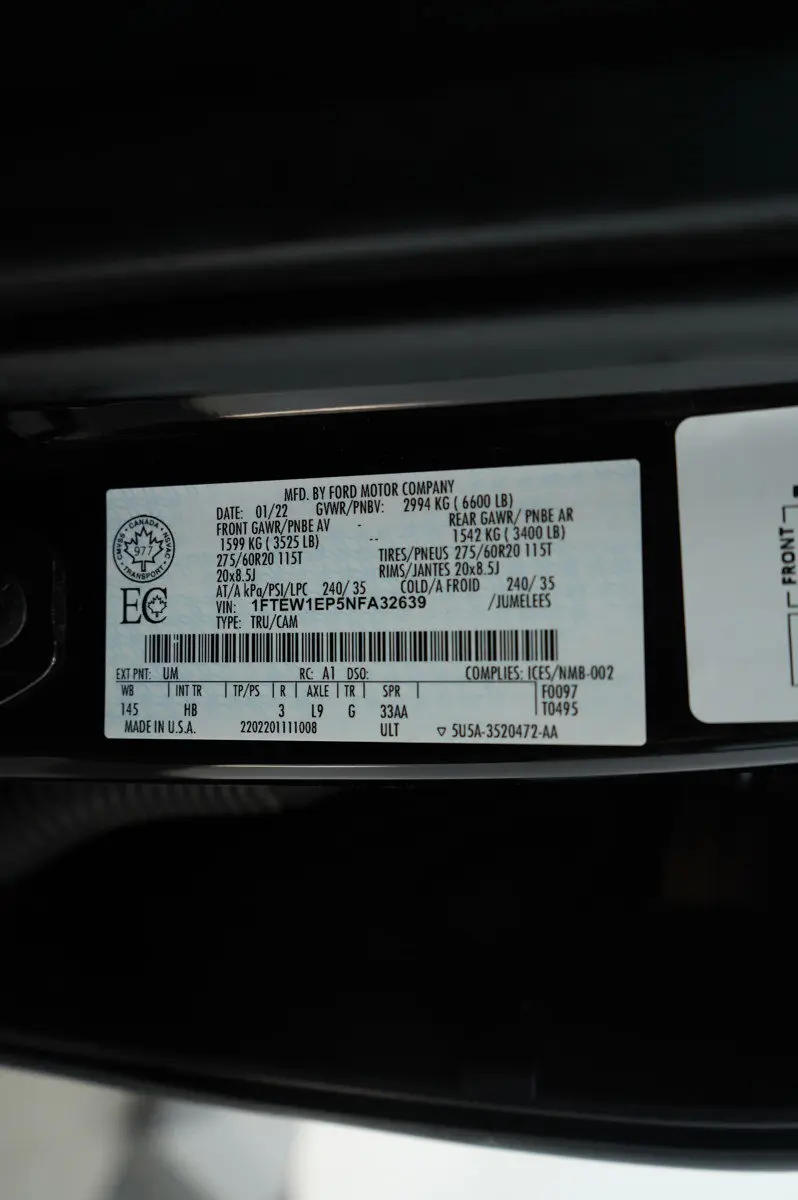 MFD. BY FORD MOTOR COMPANY
DATE: 01/22 GVWR/PNBV: 2994 KG ( 6600 LB)
FRONT GAWR/PNBE AV - REAR GAWR/ PNBE AR
1599 KG ( 3525 LB) -- 1542 KG ( 3400 LB)
275/60R20 115T TIRES/PNEUS 275/60R20 115T
20x8.5J RIMS/JANTES 20x8.5J
AT/A kPa/PSI/LPC 240/ 35 COLD/A FROID 240/ 35
VIN: 1FTEW1EP5NFA32639 /JUMELEES
TYPE: TRU/CAM
CMVSS • CANADA • NSVAC • TRANSPORT •
977
EC
EXT PNT: UM RC: A1 DSO: COMPLIES: ICES/NMB-002
WB | INT TR | TP/PS | R | AXLE | TR | SPR | F0097
145 HB 3 L9 G 33AA T0495
MADE IN U.S.A. 2202201111008 ULT ▽ 5U5A-3520472-AA
FRONT